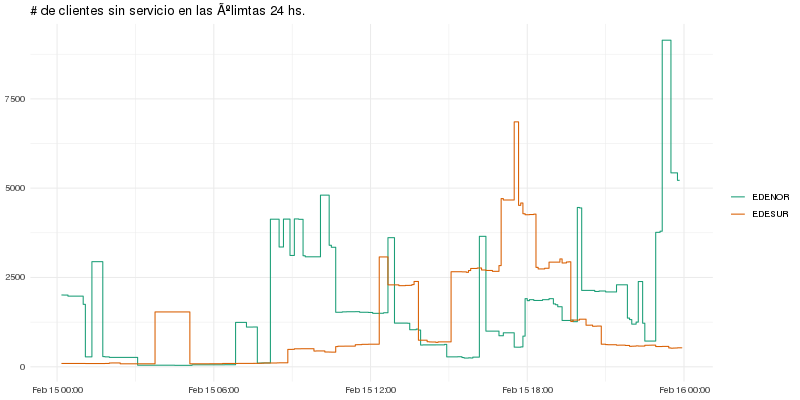 # de clientes sin servicio en las Ãºlimtas 24 hs.
7500
5000
2500
0
Feb 15 00:00
Feb 15 06:00
Feb 15 12:00
Feb 15 18:00
Feb 16 00:00
EDENOR
EDESUR